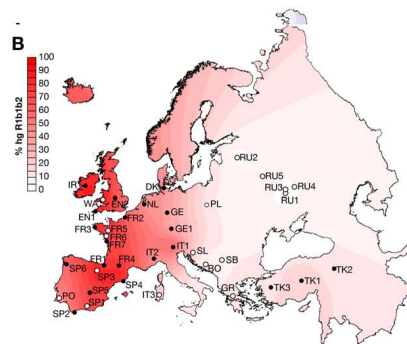 B
% hg R1b1b2
100
90
80
70
60
50
40
30
20
10
0
RU2
RU5
RU3
RU4
RU1
IR
WA
EN2
EN1
DK
NL
PL
FR2
GE
FR3
FR5
FR6
FR7
GE1
IT1
IT2
SL
SB
BO
FR1
FR4
SP6
SP3
SP4
SP5
PO
SP1
SP2
IT3
GR
TK3
TK1
TK2